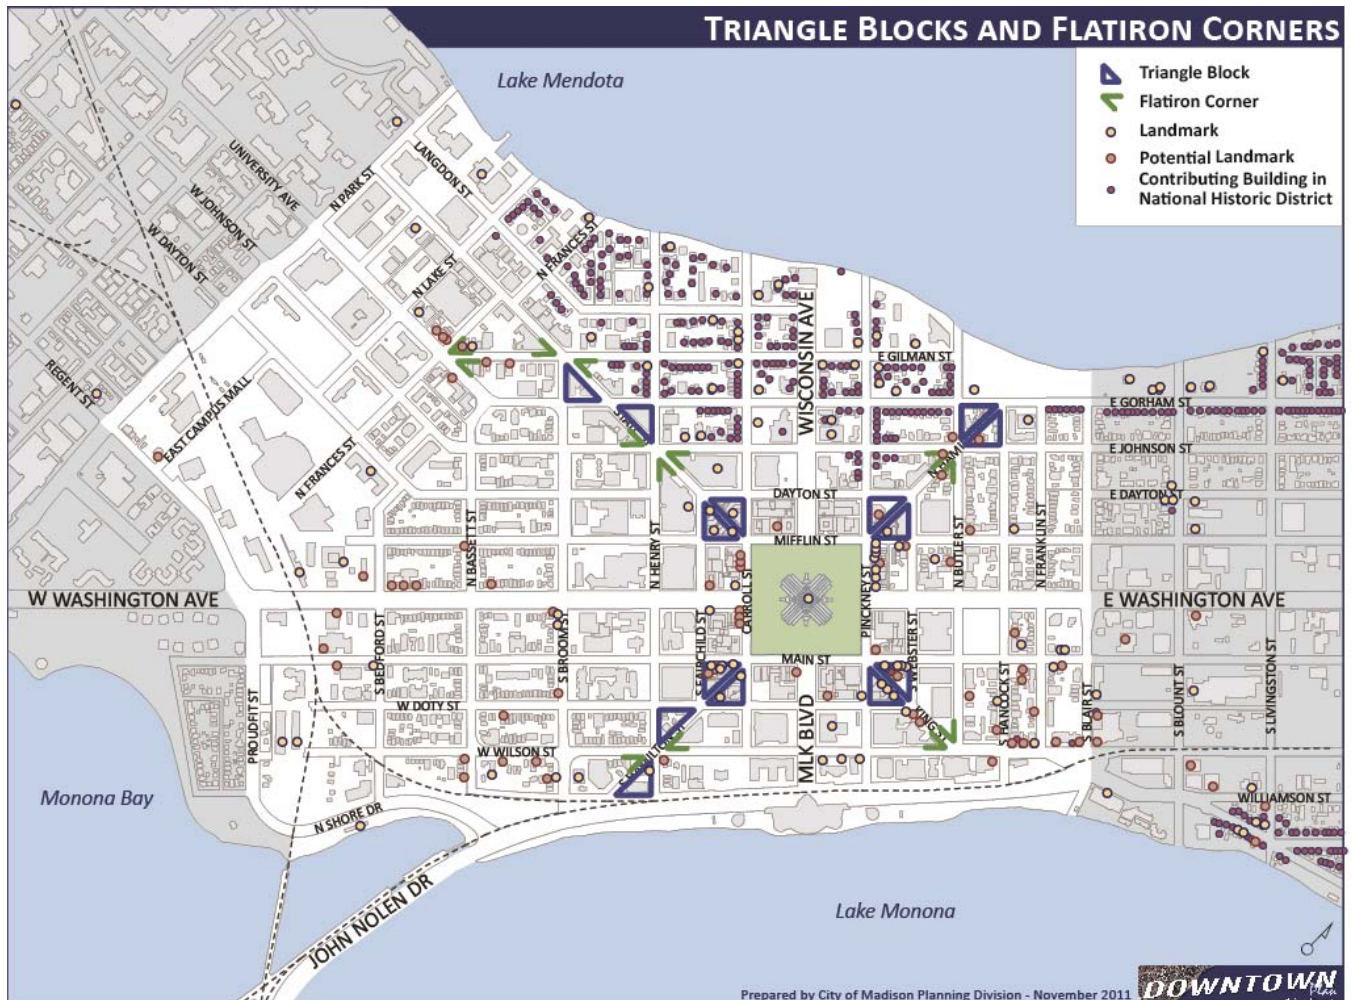 TRIANGLE BLOCKS AND FLATIRON CORNERS
Lake Mendota
Triangle Block
Flatiron Corner
Landmark
Potential Landmark
Contributing Building in
National Historic District
UNIVERSITY AVE
W JOHNSON ST
W DAYTON ST
N PARK ST
LANGDON ST
N LAKE ST
N FRANCES ST
WISCONSIN AVE
E GILMAN ST
REGENT ST
EAST CAMPUS MALL
E GORHAM ST
E JOHNSON ST
N FRANCES ST
DAYTON ST
E DAYTON ST
N BASSETT ST
N HENRY ST
MIFFLIN ST
N BUTLER ST
N FRANKLIN ST
W WASHINGTON AVE
CARROLL ST
PINCKNEY ST
E WASHINGTON AVE
S BEDFORD ST
S BROOM ST
S FAIRCHILD ST
MAIN ST
S WEBSTER ST
W DOTY ST
MLK BLVD
KING ST
S HANCOCK ST
S BLAIR ST
S BLOUNT ST
S LIVINGSTON ST
PROUDFIT ST
W WILSON ST
Monona Bay
N SHORE DR
WILLIAMSON ST
JOHN NOLEN DR
Lake Monona
Prepared by City of Madison Planning Division - November 2011
DOWNTOWN
Plan